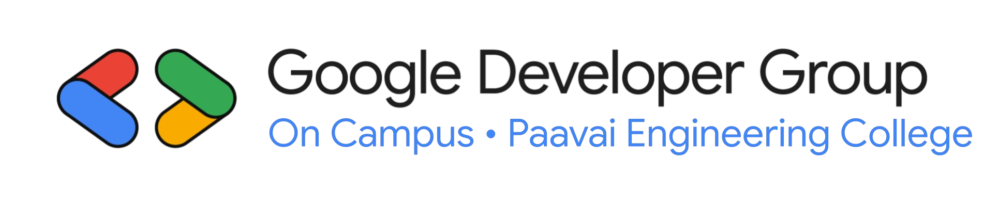 Google Developer Group
On Campus • Paavai Engineering College